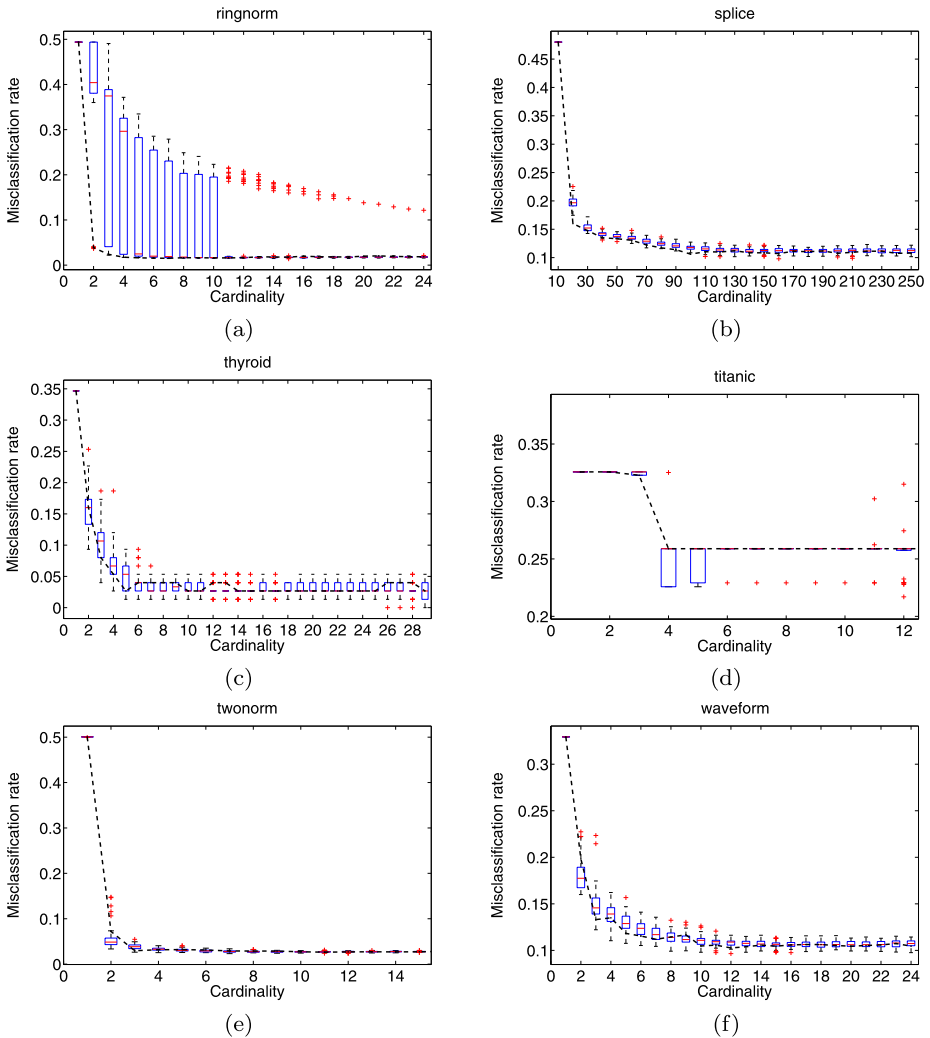 ringnorm
Misclassification rate
0.5
0.4
0.3
0.2
0.1
0
0 2 4 6 8 10 12 14 16 18 20 22 24
Cardinality
(a)
splice
Misclassification rate
0.45
0.4
0.35
0.3
0.25
0.2
0.15
0.1
10 30 50 70 90 110 130 150 170 190 210 230 250
Cardinality
(b)
thyroid
Misclassification rate
0.35
0.3
0.25
0.2
0.15
0.1
0.05
0
0 2 4 6 8 10 12 14 16 18 20 22 24 26 28
Cardinality
(c)
titanic
Misclassification rate
0.35
0.3
0.25
0.2
0 2 4 6 8 10 12
Cardinality
(d)
twonorm
Misclassification rate
0.5
0.4
0.3
0.2
0.1
0
0 2 4 6 8 10 12 14
Cardinality
(e)
waveform
Misclassification rate
0.3
0.25
0.2
0.15
0.1
0 2 4 6 8 10 12 14 16 18 20 22 24
Cardinality
(f)